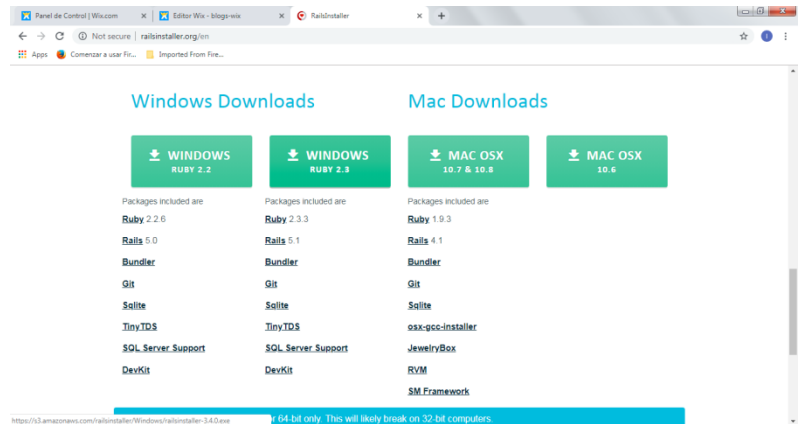 Panel de Control | Wix.com
Editor Wix - blogs-wix
RailsInstaller
Not secure | railsinstaller.org/en
Apps
Comenzar a usar Fir...
Imported From Fire...
Windows Downloads
Mac Downloads
WINDOWS
RUBY 2.2
WINDOWS
RUBY 2.3
MAC OSX
10.7 & 10.8
MAC OSX
10.6
Packages included are
Packages included are
Packages included are
Ruby 2.2.6
Ruby 2.3.3
Ruby 1.9.3
Rails 5.0
Rails 5.1
Rails 4.1
Bundler
Bundler
Bundler
Git
Git
Git
Sqlite
Sqlite
Sqlite
TinyTDS
TinyTDS
osx-gcc-installer
SQL Server Support
SQL Server Support
JewelryBox
DevKit
DevKit
RVM
SM Framework
r 64-bit only. This will likely break on 32-bit computers.
https://s3.amazonaws.com/railsinstaller/Windows/railsinstaller-3.4.0.exe